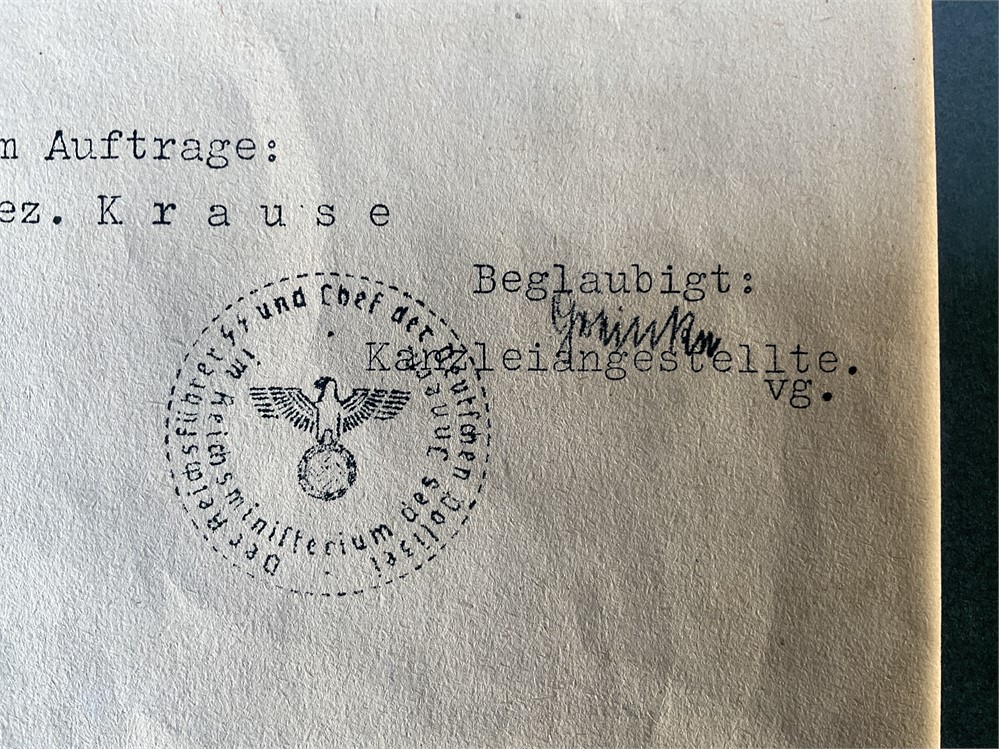 m Auftrage:
ez. K r a u s e
Beglaubigt:
Kanzleiangestellte.
vg.
Der Reichsführer SS und Chef der Deutschen Polizei
im Reichsministerium des Innern